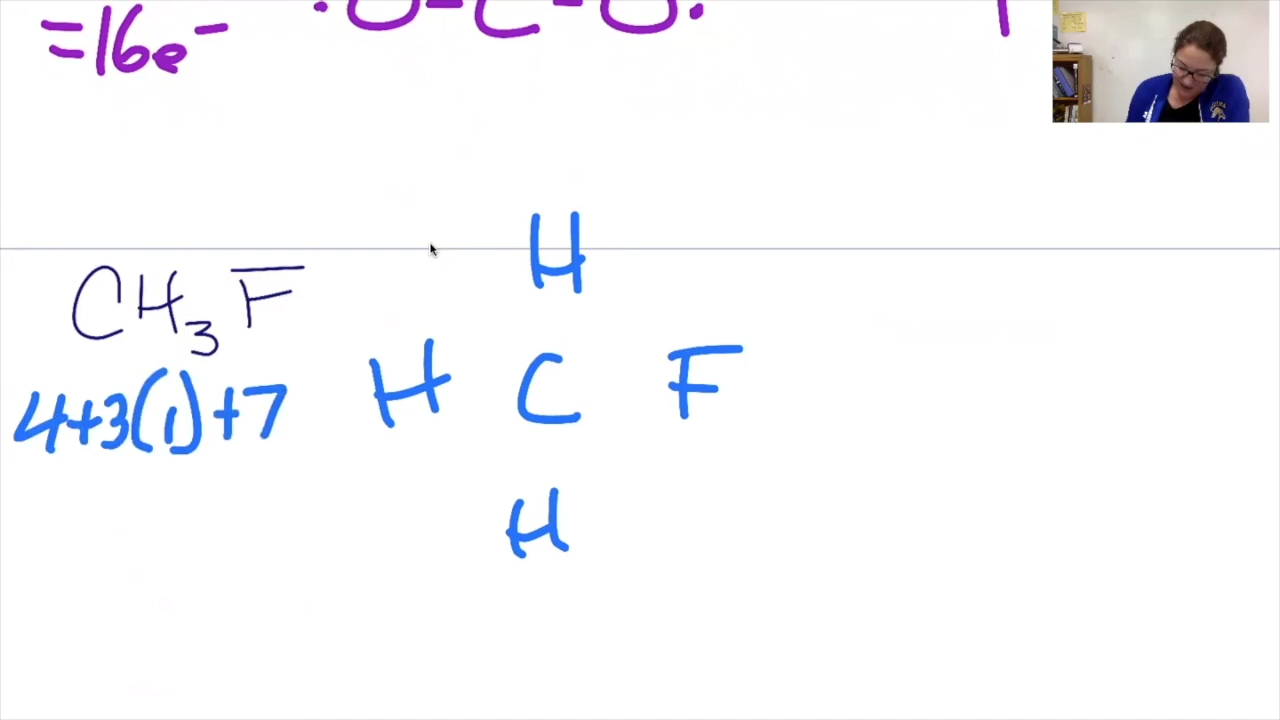 =16e⁻
:O-C-O:
H
CH₃F
H C F
4+3(1)+7
H